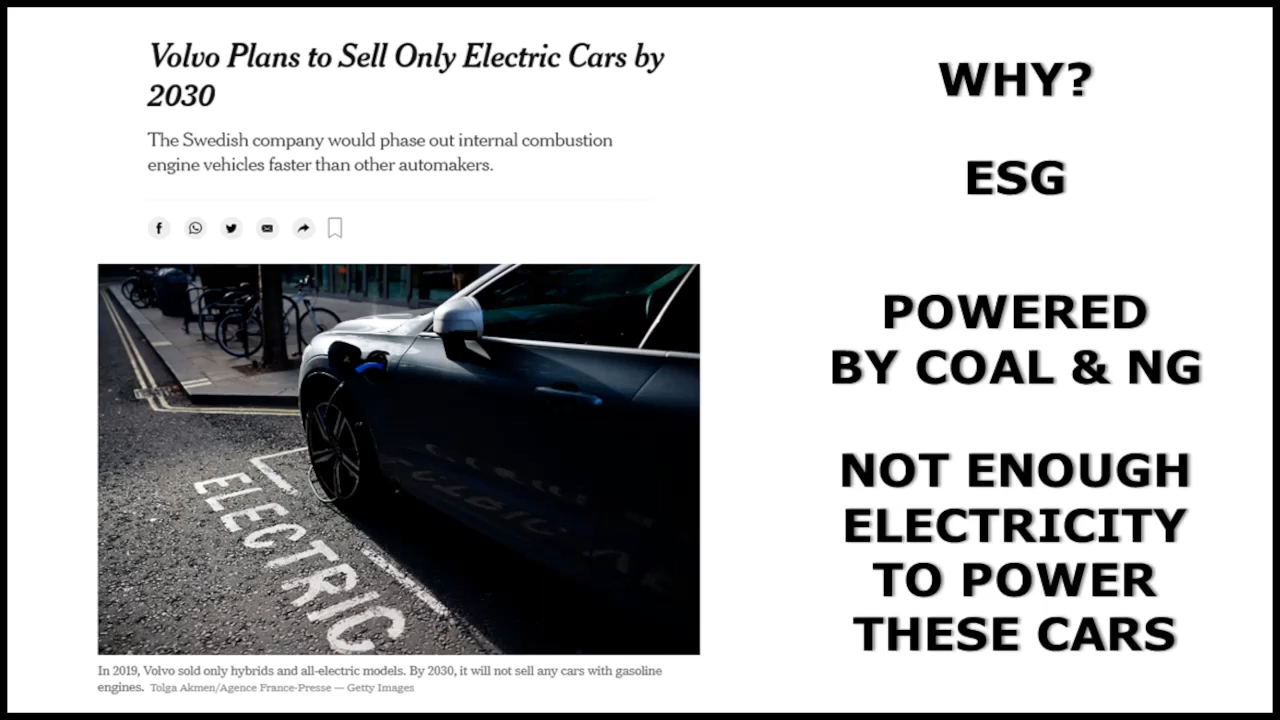 Volvo Plans to Sell Only Electric Cars by
2030
The Swedish company would phase out internal combustion
engine vehicles faster than other automakers.
ELECTRIC
In 2019, Volvo sold only hybrids and all-electric models. By 2030, it will not sell any cars with gasoline
engines. Tolga Akmen/Agence France-Presse — Getty Images
WHY?
ESG
POWERED
BY COAL & NG
NOT ENOUGH
ELECTRICITY
TO POWER
THESE CARS